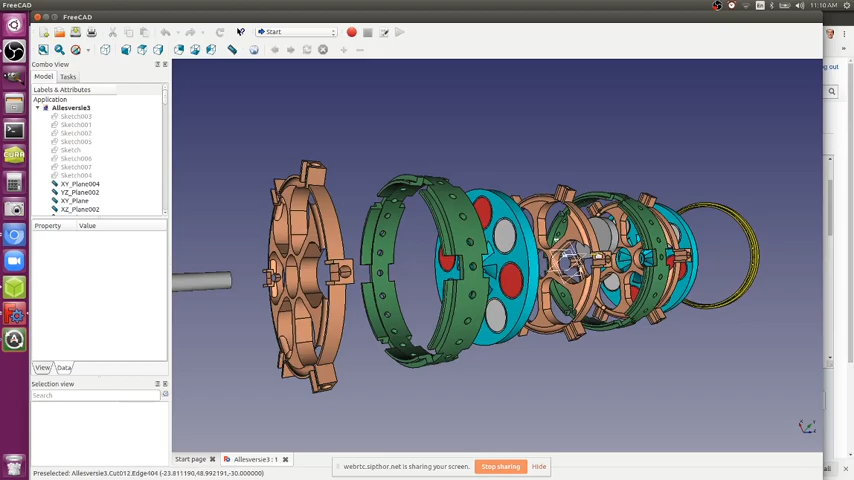 FreeCAD
En
11:10 AM
FreeCAD
Start
Combo View
Model Tasks
Labels & Attributes
Application
Allesversie3
Sketch003
Sketch001
Sketch002
Sketch005
Sketch
Sketch006
Sketch007
Sketch004
XY_Plane004
YZ_Plane002
XY_Plane
XZ_Plane002
Property Value
View Data
Selection view
Search
Start page
Allesversie3 : 1
webrtc.sipthor.net is sharing your screen.
Stop sharing
Hide
Preselected: Allesversie3.Cut012.Edge404 (-23.811190,48.992191,-30.000000)